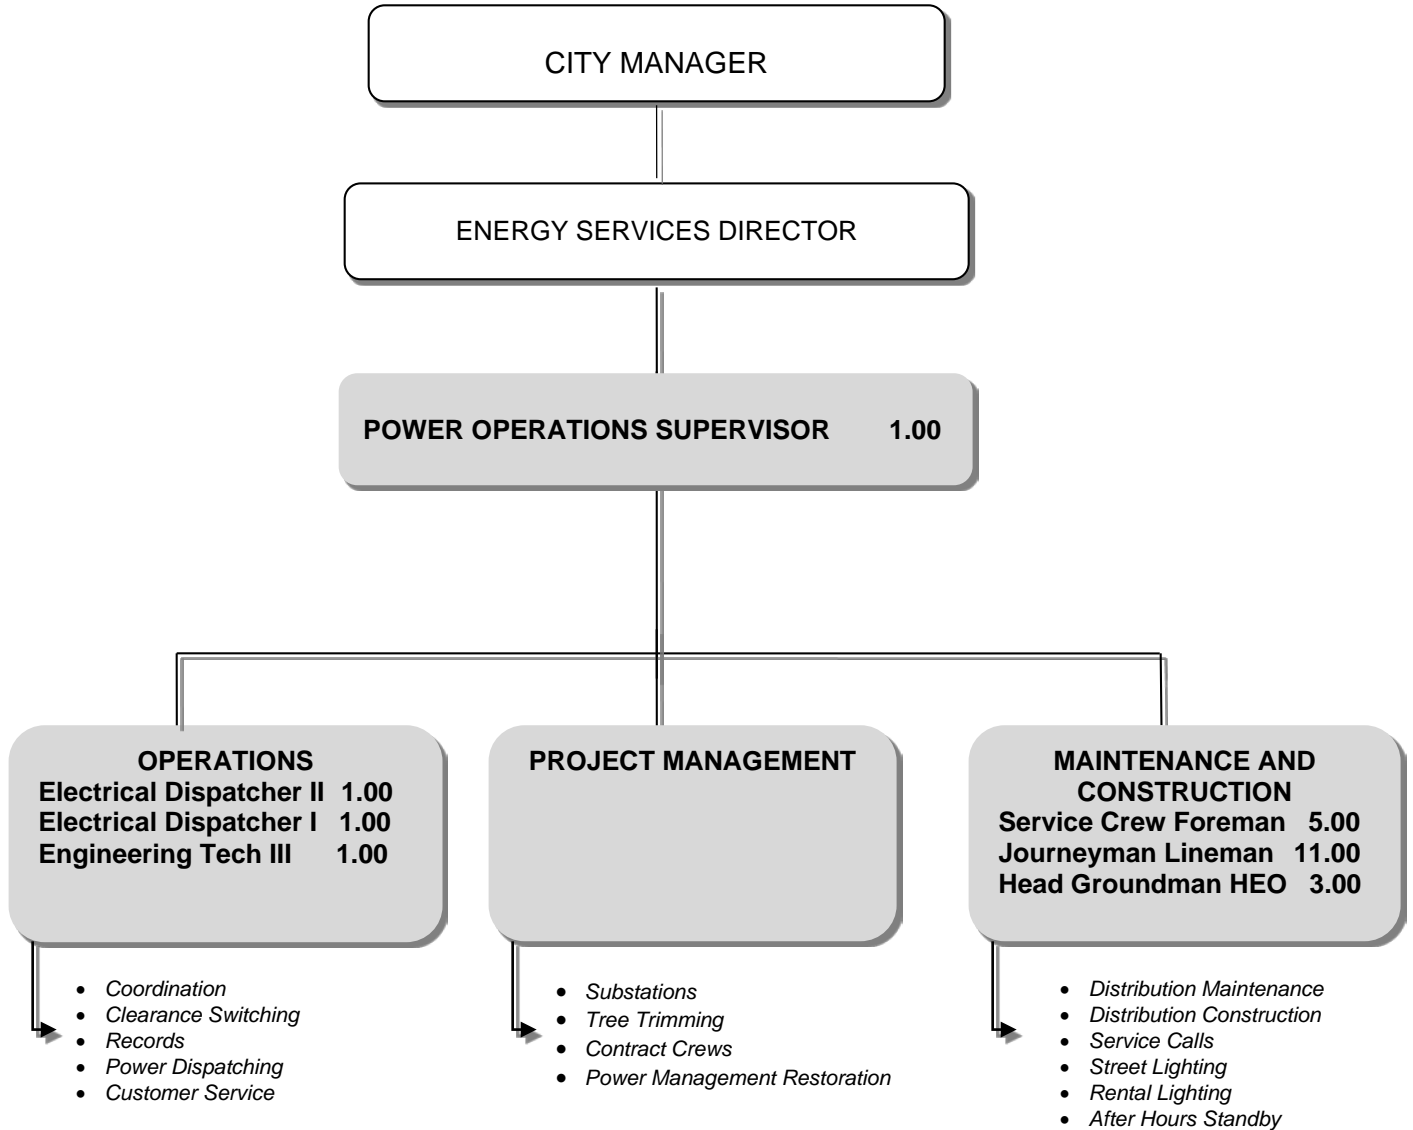 CITY MANAGER
ENERGY SERVICES DIRECTOR
POWER OPERATIONS SUPERVISOR 1.00
OPERATIONS
Electrical Dispatcher II 1.00
Electrical Dispatcher I 1.00
Engineering Tech III 1.00
• Coordination
• Clearance Switching
• Records
• Power Dispatching
• Customer Service
PROJECT MANAGEMENT
• Substations
• Tree Trimming
• Contract Crews
• Power Management Restoration
MAINTENANCE AND
CONSTRUCTION
Service Crew Foreman 5.00
Journeyman Lineman 11.00
Head Groundman HEO 3.00
• Distribution Maintenance
• Distribution Construction
• Service Calls
• Street Lighting
• Rental Lighting
• After Hours Standby